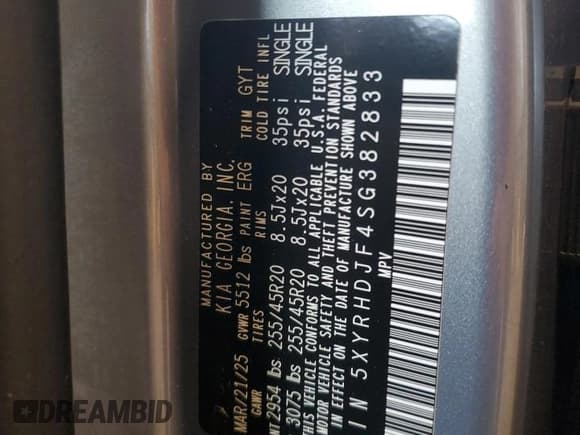 MANUFACTURED BY
KIA GEORGIA, INC.
MAR/21/25 GVWR 5512 lbs PAINT ERG TRIM GYT
GAWR TIRES RIMS COLD TIRE INFL
NT 2954 lbs 255/45R20 8.5Jx20 35psi SINGLE
3075 lbs 255/45R20 8.5Jx20 35psi SINGLE
THIS VEHICLE CONFORMS TO ALL APPLICABLE U.S.A. FEDERAL
MOTOR VEHICLE SAFETY AND THEFT PREVENTION STANDARDS
IN EFFECT ON THE DATE OF MANUFACTURE SHOWN ABOVE
IN 5XYRHDJF4SG382833
MPV
DREAMBID